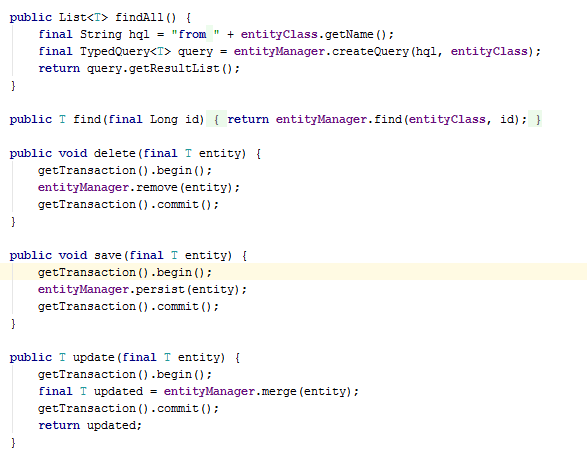 public List<T> findAll() {
    final String hql = "from " + entityClass.getName();
    final TypedQuery<T> query = entityManager.createQuery(hql, entityClass);
    return query.getResultList();
}

public T find(final Long id) { return entityManager.find(entityClass, id); }

public void delete(final T entity) {
    getTransaction().begin();
    entityManager.remove(entity);
    getTransaction().commit();
}

public void save(final T entity) {
    getTransaction().begin();
    entityManager.persist(entity);
    getTransaction().commit();
}

public T update(final T entity) {
    getTransaction().begin();
    final T updated = entityManager.merge(entity);
    getTransaction().commit();
    return updated;
}